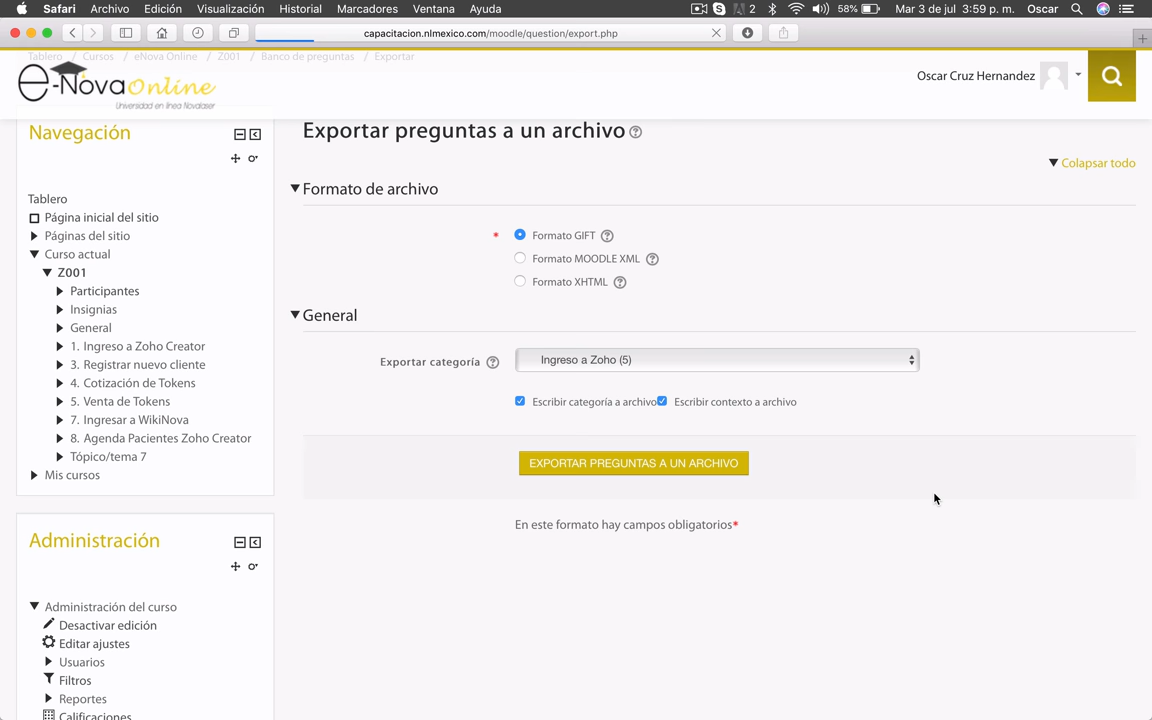 Safari Archivo Edición Visualización Historial Marcadores Ventana Ayuda 2 58% Mar 3 de jul 3:59 p. m. Oscar
capacitacion.nlmexico.com/moodle/question/export.php
Tablero / Cursos / eNova Online / Z001 / Banco de preguntas / Exportar
e-Nova Online
Universidad en línea Novalaser
Oscar Cruz Hernandez
Navegación
Tablero
Página inicial del sitio
Páginas del sitio
Curso actual
Z001
Participantes
Insignias
General
1. Ingreso a Zoho Creator
3. Registrar nuevo cliente
4. Cotización de Tokens
5. Venta de Tokens
7. Ingresar a WikiNova
8. Agenda Pacientes Zoho Creator
Tópico/tema 7
Mis cursos
Administración
Administración del curso
Desactivar edición
Editar ajustes
Usuarios
Filtros
Reportes
Calificaciones
Exportar preguntas a un archivo
Colapsar todo
Formato de archivo
* Formato GIFT
Formato MOODLE XML
Formato XHTML
General
Exportar categoría Ingreso a Zoho (5)
Escribir categoría a archivo Escribir contexto a archivo
EXPORTAR PREGUNTAS A UN ARCHIVO
En este formato hay campos obligatorios*